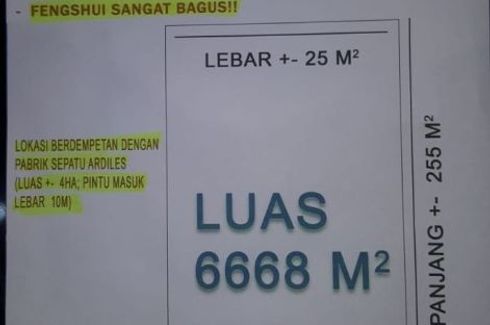 - FENGSHUI SANGAT BAGUS!!
LEBAR +- 25 M²
LOKASI BERDEMPETAN DENGAN
PABRIK SEPATU ARDILES
(LUAS +- 4HA; PINTU MASUK
LEBAR 10M)
LUAS
6668 M²
PANJANG +- 255 M²